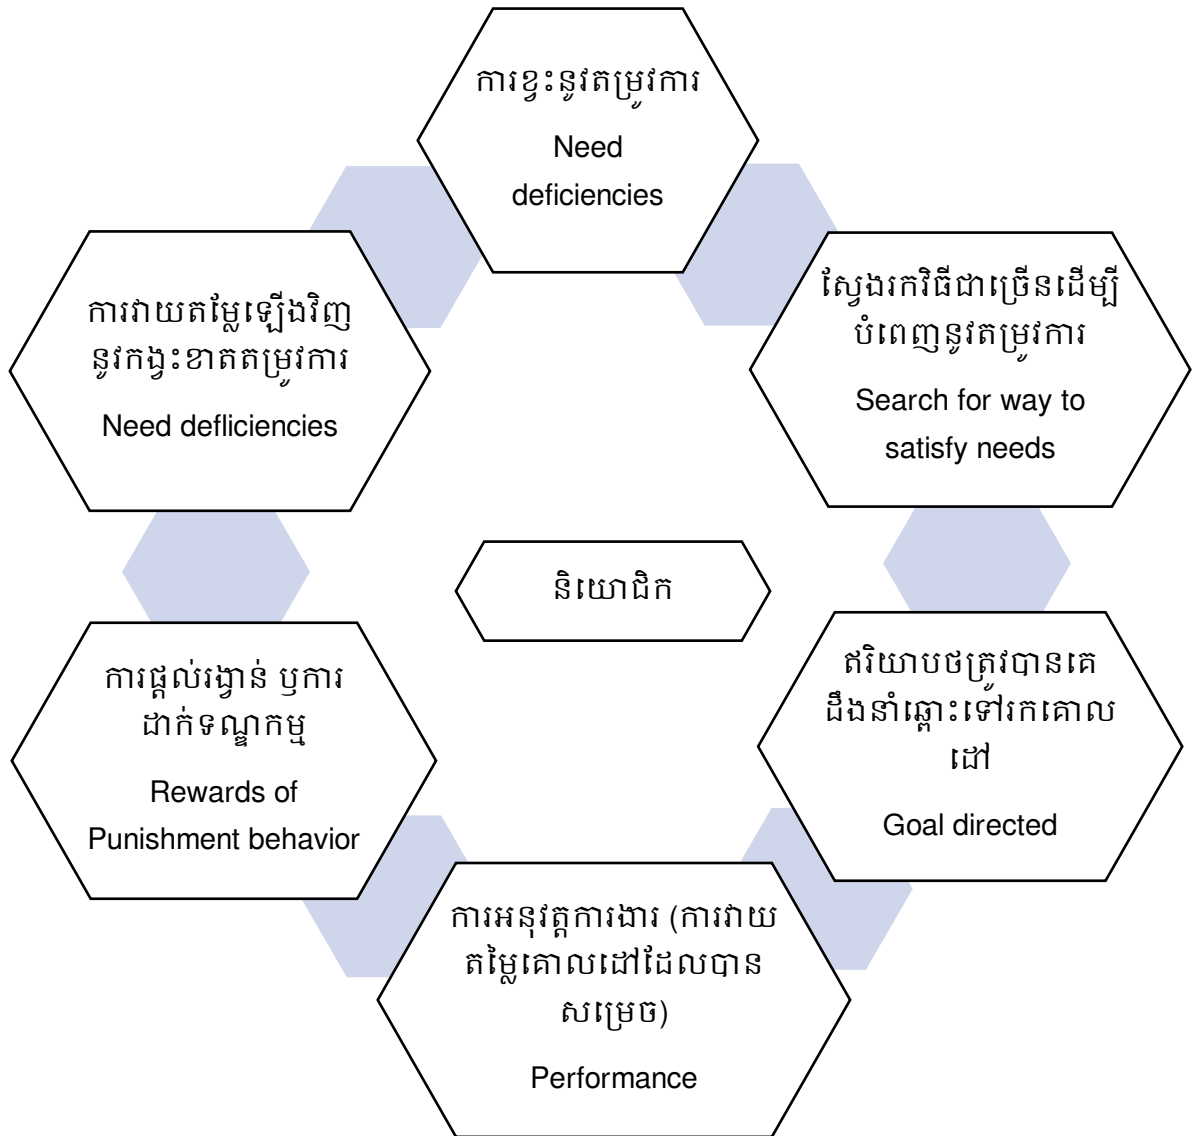 ការខ្វះនូវតម្រូវការ
Need
deficiencies
ស្វែងរកវិធីជាច្រើនដើម្បី
បំពេញនូវតម្រូវការ
Search for way to
satisfy needs
ឥរិយាបថត្រូវបានគេ
ដឹងនាំឆ្ពោះទៅរកគោល
ដៅ
Goal directed
ការអនុវត្តការងារ (ការវាយ
តម្លៃគោលដៅដែលបាន
សម្រេច)
Performance
ការផ្តល់រង្វាន់ ឫការ
ដាក់ទណ្ឌកម្ម
Rewards of
Punishment behavior
ការវាយតម្លៃឡើងវិញ
នូវកង្វះខាតតម្រូវការ
Need defliciencies
និយោជិក